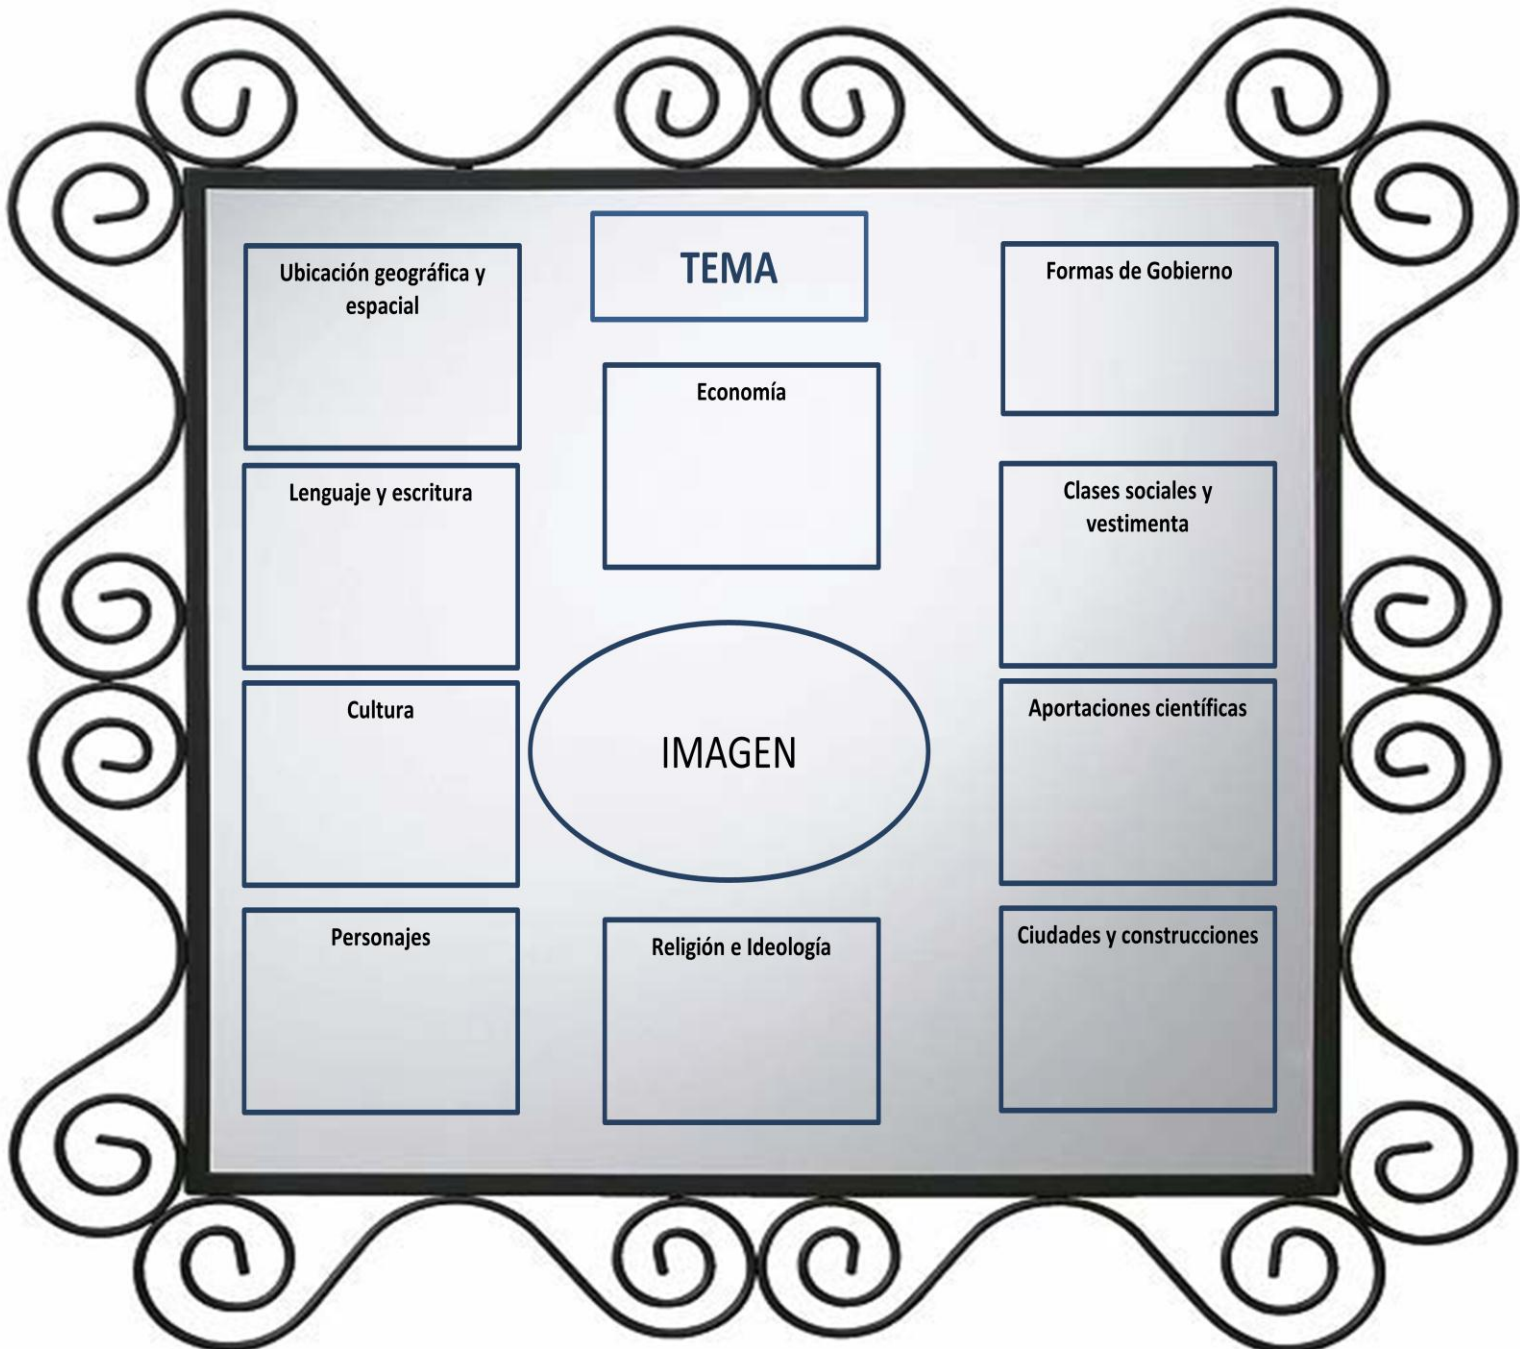 TEMA
Ubicación geográfica y
espacial
Formas de Gobierno
Economía
Lenguaje y escritura
Clases sociales y
vestimenta
Cultura
IMAGEN
Aportaciones científicas
Personajes
Religión e Ideología
Ciudades y construcciones